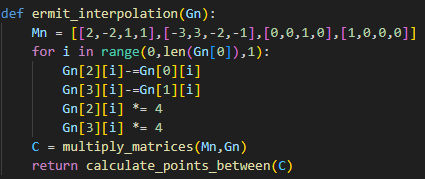 def ermit_interpolation(Gn):
    Mn = [[2,-2,1,1],[-3,3,-2,-1],[0,0,1,0],[1,0,0,0]]
    for i in range(0,len(Gn[0]),1):
        Gn[2][i]-=Gn[0][i]
        Gn[3][i]-=Gn[1][i]
        Gn[2][i] *= 4
        Gn[3][i] *= 4
    C = multiply_matrices(Mn,Gn)
    return calculate_points_between(C)